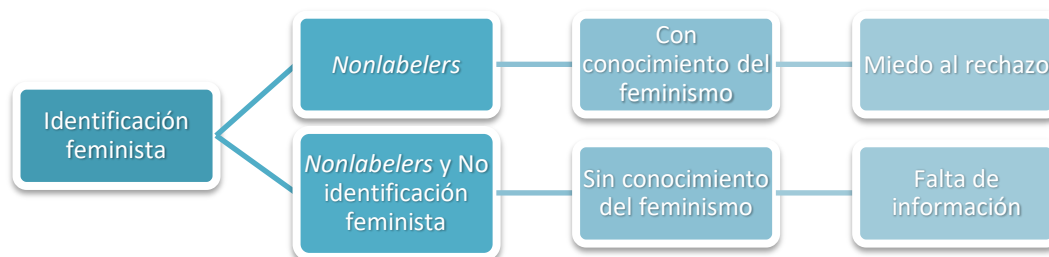 Identificación
feminista
Nonlabelers
Con
conocimiento del
feminismo
Miedo al rechazo
Nonlabelers y No
identificación
feminista
Sin conocimiento
del feminismo
Falta de
información